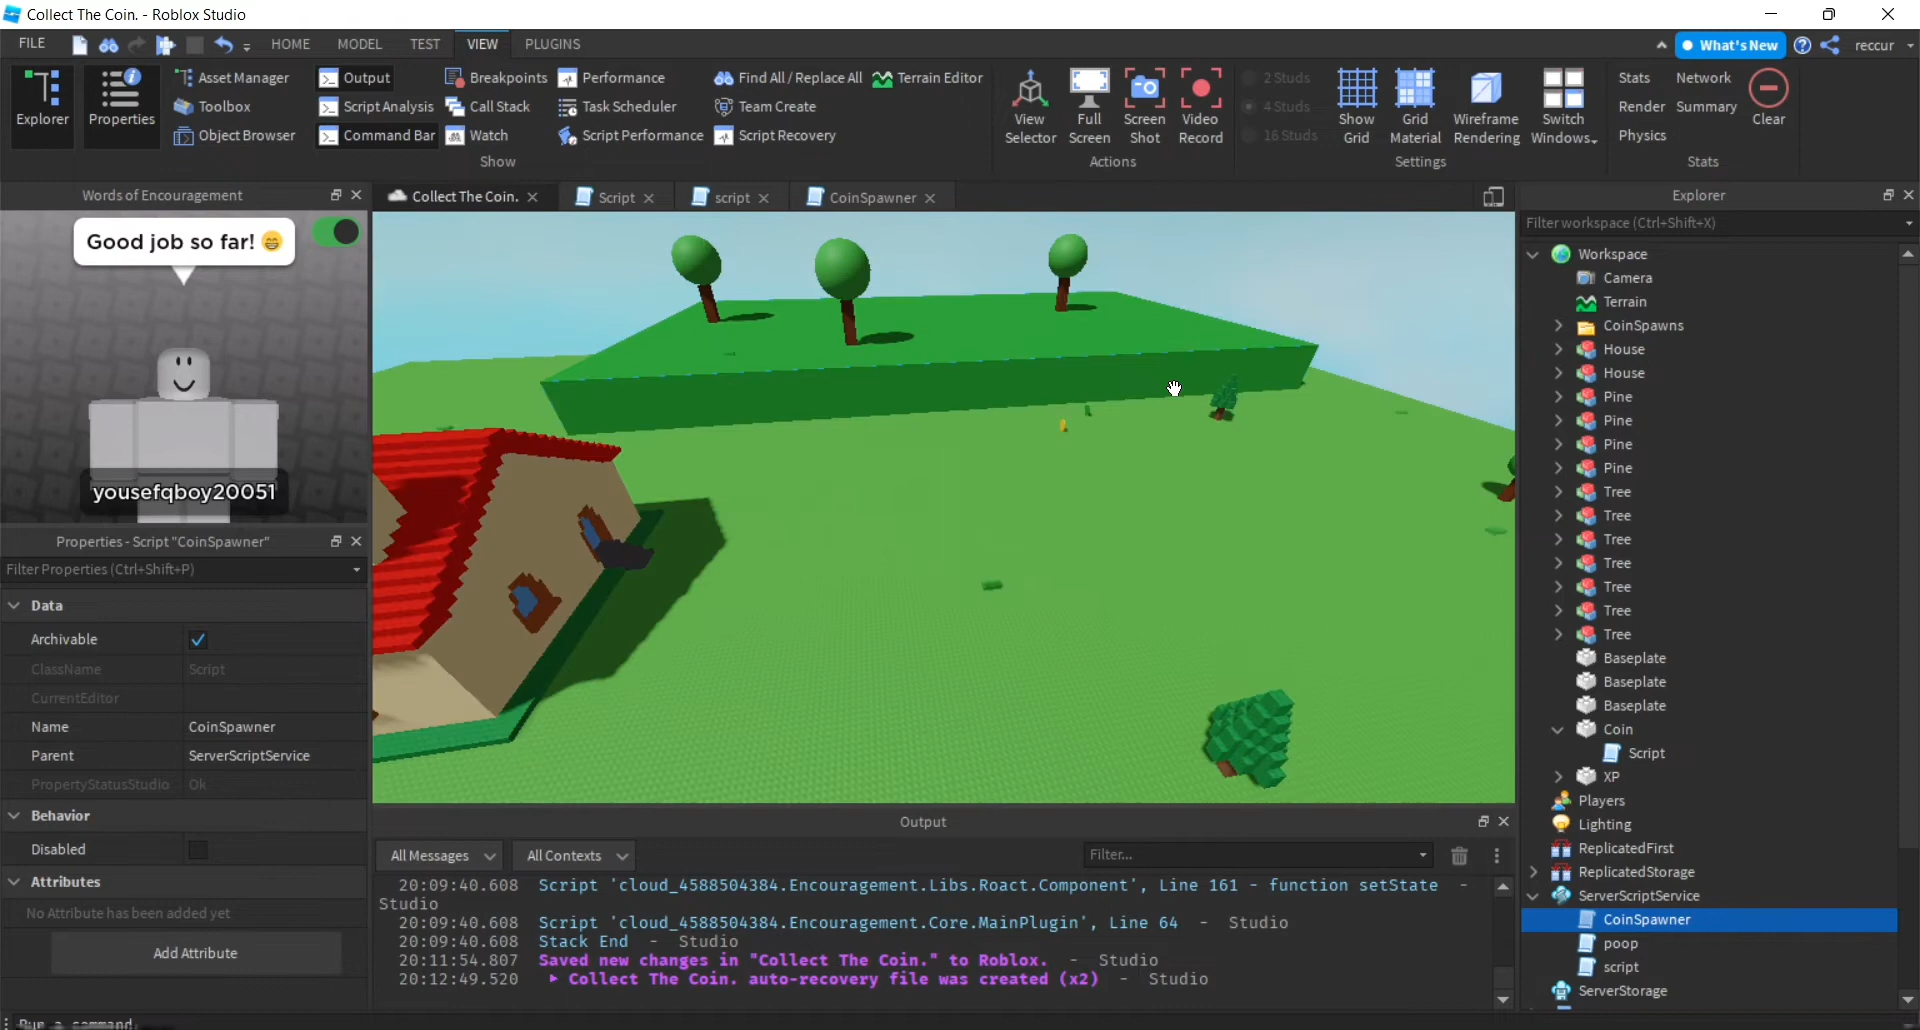 Collect The Coin. - Roblox Studio
FILE HOME MODEL TEST VIEW PLUGINS What's New reccur
Explorer
Properties
Asset Manager
Toolbox
Object Browser
Output
Script Analysis
Command Bar
Breakpoints
Call Stack
Watch
Performance
Task Scheduler
Script Performance
Find All / Replace All
Team Create
Script Recovery
Terrain Editor
Show
View
Selector
Full
Screen
Screen
Shot
Video
Record
Actions
2 Studs
4 Studs
16 Studs
Show
Grid
Grid
Material
Wireframe
Rendering
Switch
Windows
Settings
Stats Network
Render Summary
Physics
Clear
Stats
Words of Encouragement
Good job so far! 😁
yousefqboy20051
Properties - Script "CoinSpawner"
Filter Properties (Ctrl+Shift+P)
Data
Archivable
ClassName Script
CurrentEditor
Name CoinSpawner
Parent ServerScriptService
PropertyStatusStudio Ok
Behavior
Disabled
Attributes
No Attribute has been added yet
Add Attribute
Collect The Coin. Script script CoinSpawner
Output
All Messages All Contexts Filter...
20:09:40.608 Script 'cloud_4588504384.Encouragement.Libs.Roact.Component', Line 161 - function setState -
Studio
20:09:40.608 Script 'cloud_4588504384.Encouragement.Core.MainPlugin', Line 64 - Studio
20:09:40.608 Stack End - Studio
20:11:54.807 Saved new changes in "Collect The Coin." to Roblox. - Studio
20:12:49.520 ▶ Collect The Coin. auto-recovery file was created (x2) - Studio
Run a command
Explorer
Filter workspace (Ctrl+Shift+X)
Workspace
Camera
Terrain
CoinSpawns
House
House
Pine
Pine
Pine
Pine
Tree
Tree
Tree
Tree
Tree
Tree
Tree
Baseplate
Baseplate
Baseplate
Coin
Script
XP
Players
Lighting
ReplicatedFirst
ReplicatedStorage
ServerScriptService
CoinSpawner
poop
script
ServerStorage